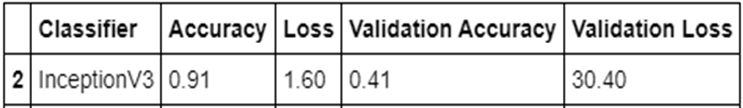 Classifier Accuracy Loss Validation Accuracy Validation Loss
2 InceptionV3 0.91 1.60 0.41 30.40